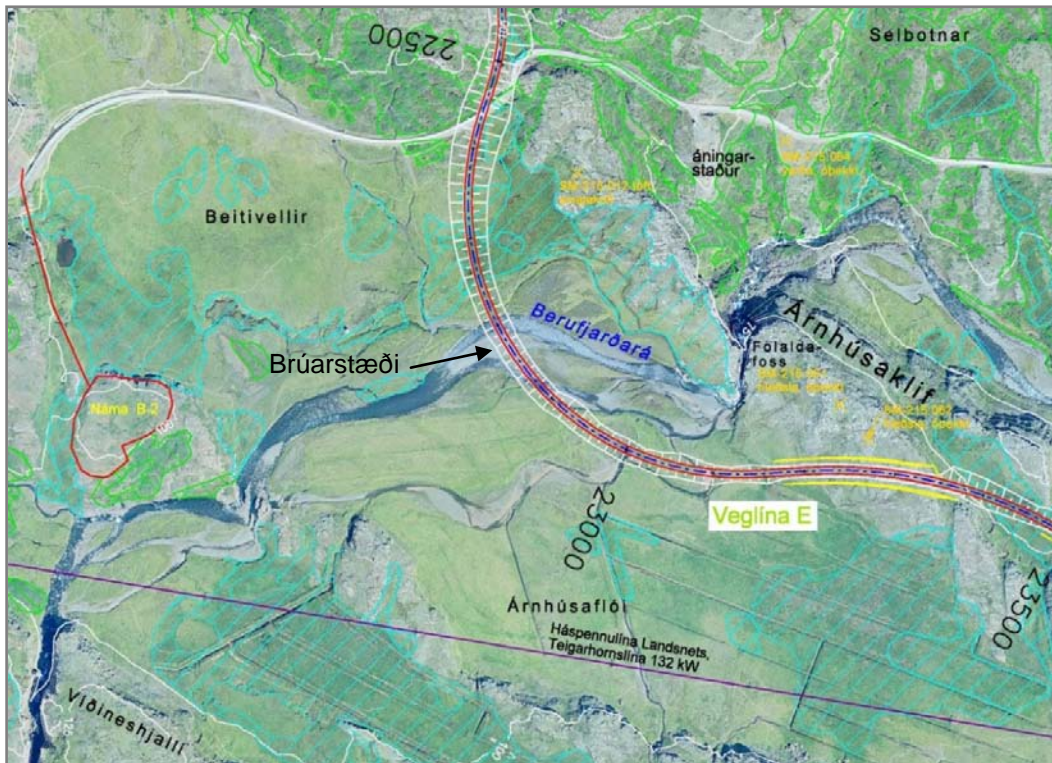 22500
Selbotnar
áningar-
staður
Beitivellir
Berufjarðará
Brúarstæði
Árnhúsaklif
Folalda-
foss
Náma B-2
Veglína E
23000
23500
Árnhúsaflói
Háspennulína Landsnets,
Teigarhornslína 132 kW
Víðineshjalli